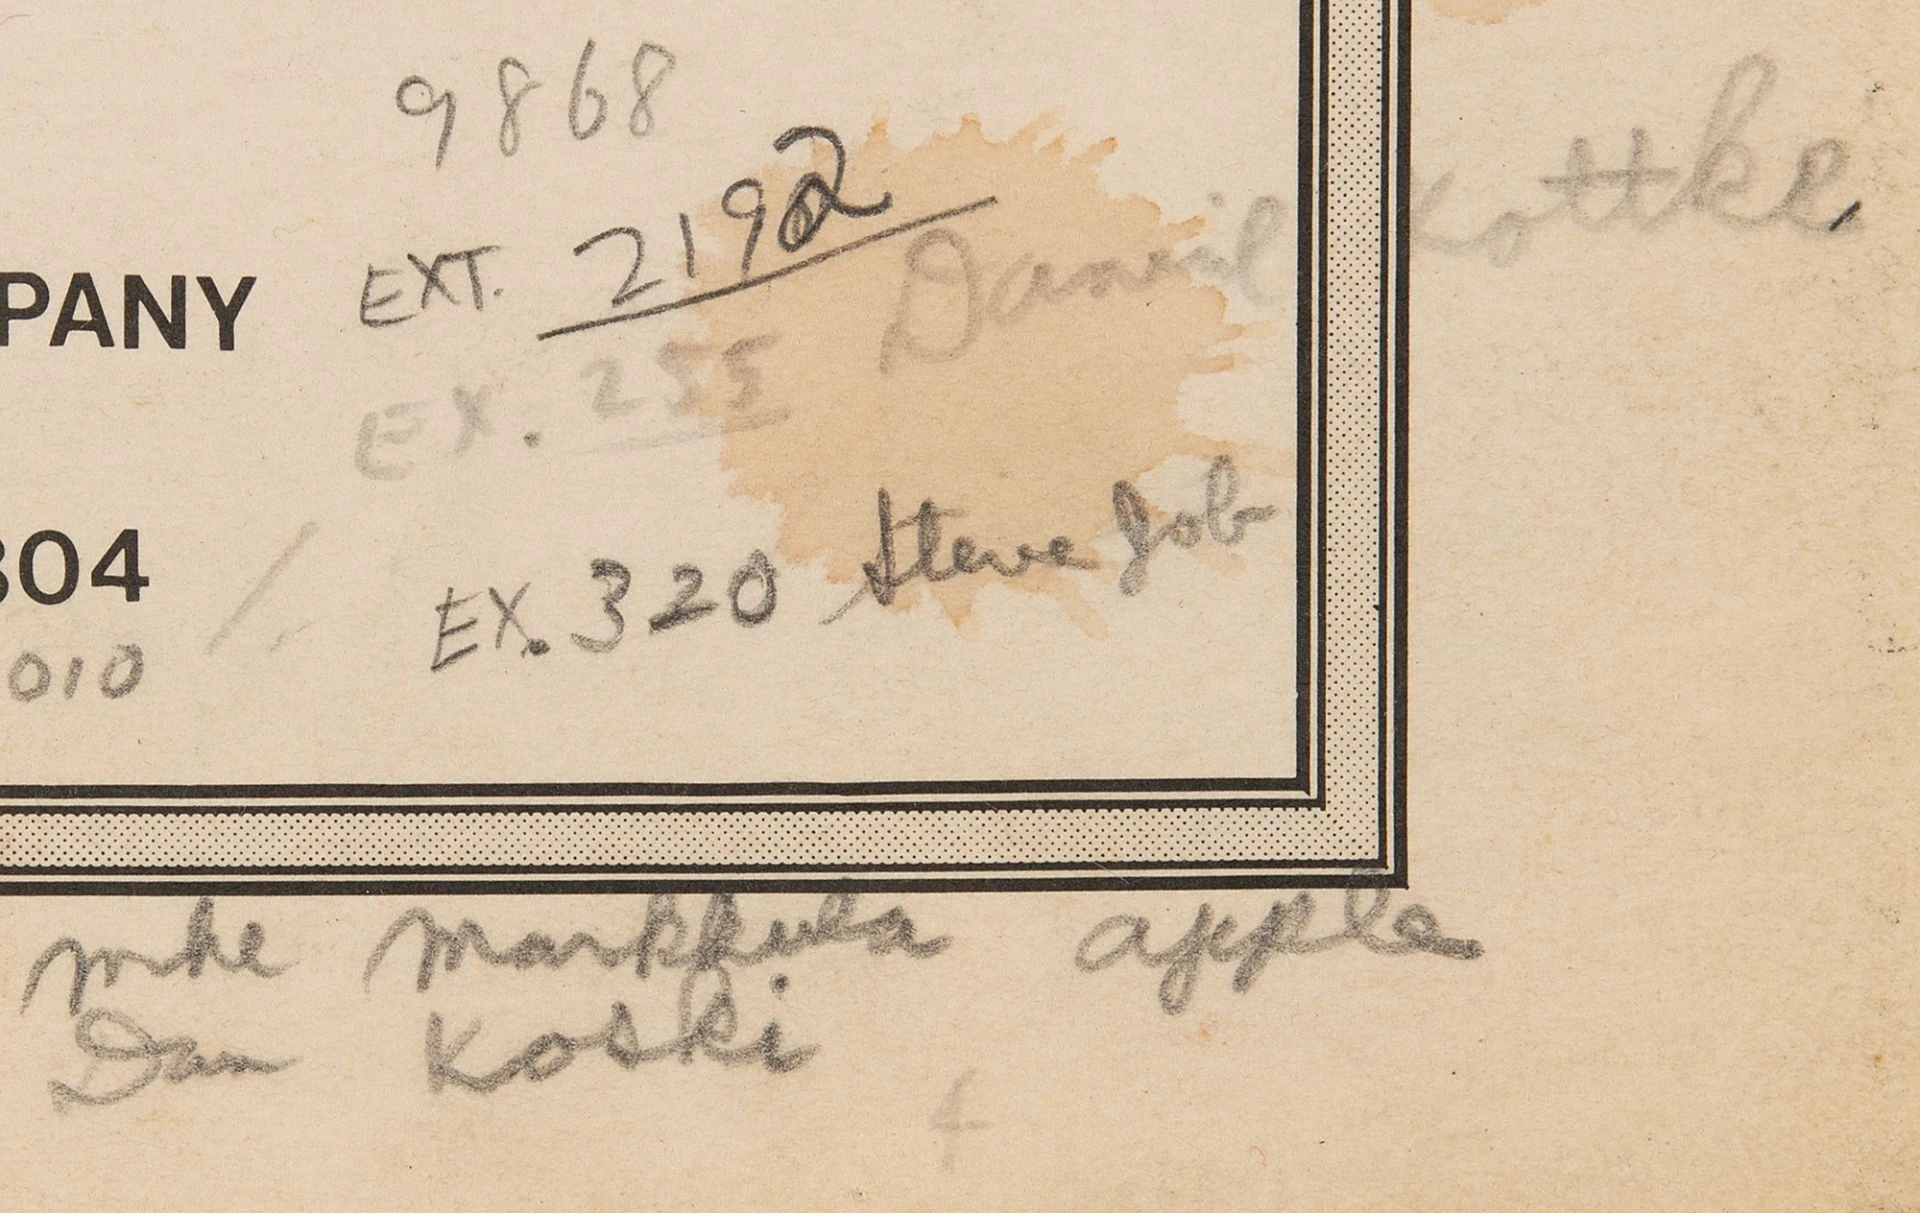 9868
EXT. 2192
Daniel Kottke
PANY
EX. 255
304
EX. 320 Steve Job
010
mike markkula apple
Dan Koski
4